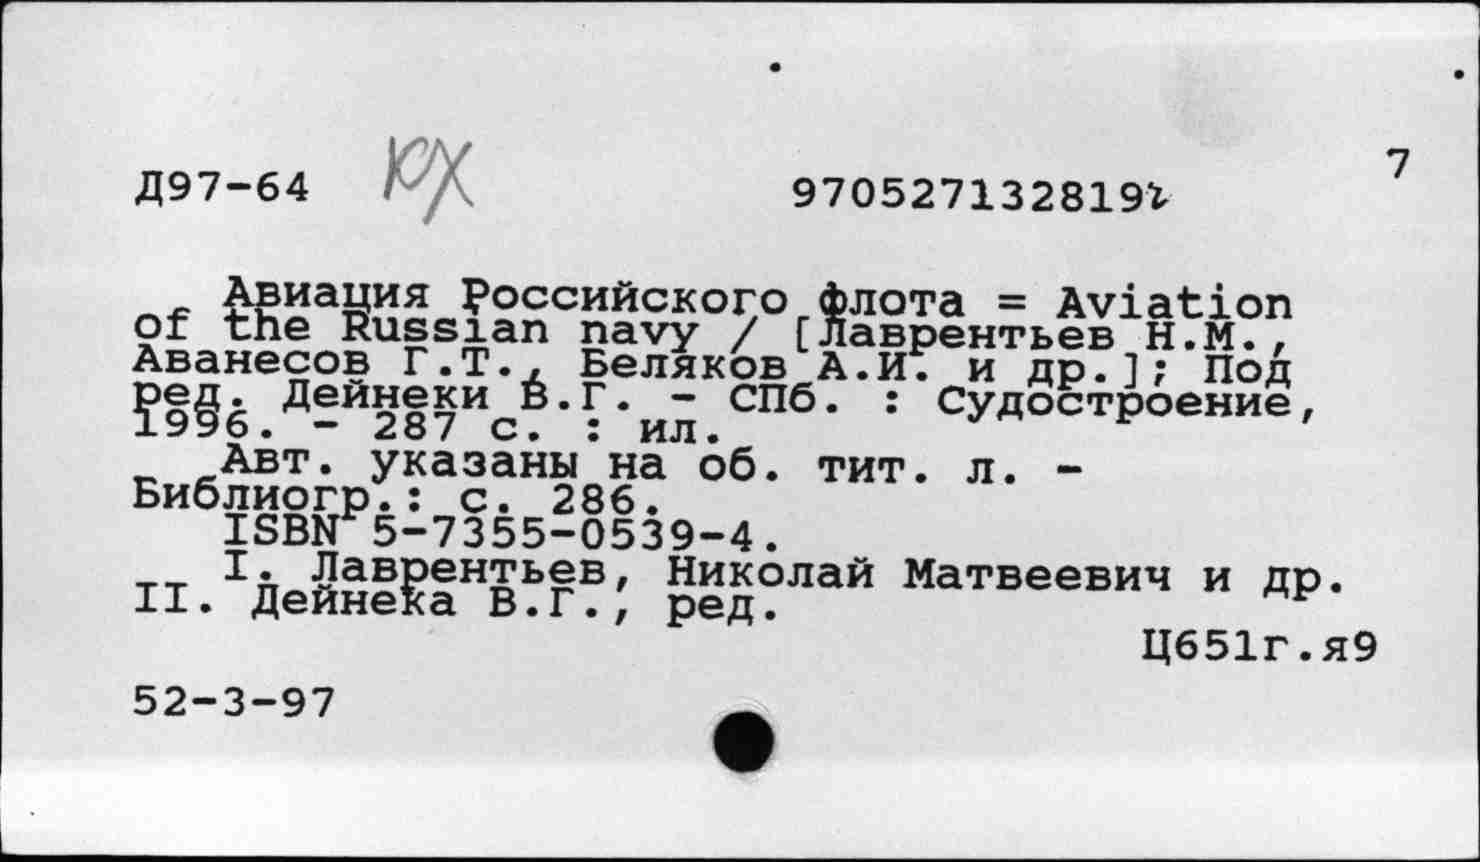 7
Д97-64 КХ 970527132819
Авиация Российского флота = Aviation
of the Russian navy / [Лаврентьев Н.М.,
Аванесов Г.Т., Беляков А.И. и др.]; Под
ред. Дейнеки В.Г. - СПб. : Судостроение,
1996. - 287 с. : ил.
Авт. указаны на об. тит. л. -
Библиогр.: с. 286.
ISBN 5-7355-0539-4.
I. Лаврентьев, Николай Матвеевич и др.
II. Дейнека В.Г., ред.
Ц651г.я9
52-3-97